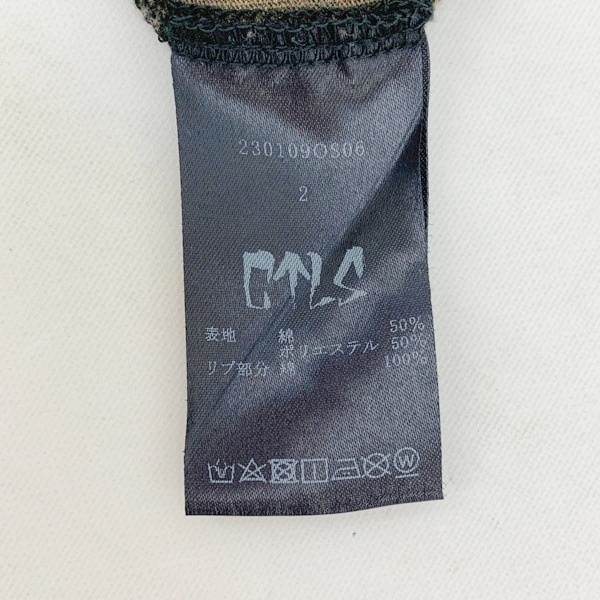 230109OS06
2
CTLS
表地 綿 50%
ポリエステル 50%
リブ部分 綿 100%
W